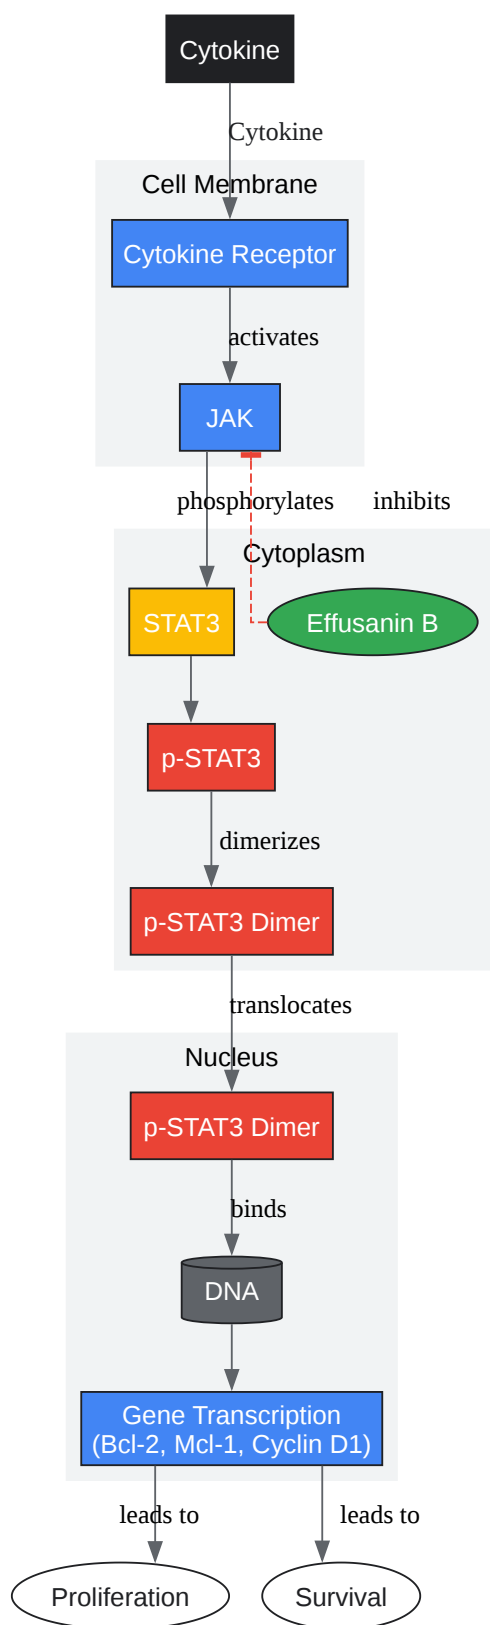 Cytokine
Cytokine
Cell Membrane
Cytokine Receptor
activates
JAK
phosphorylates
inhibits
Cytoplasm
STAT3
Effusanin B
p-STAT3
dimerizes
p-STAT3 Dimer
translocates
Nucleus
p-STAT3 Dimer
binds
DNA
Gene Transcription
(Bcl-2, Mcl-1, Cyclin D1)
leads to
leads to
Proliferation
Survival